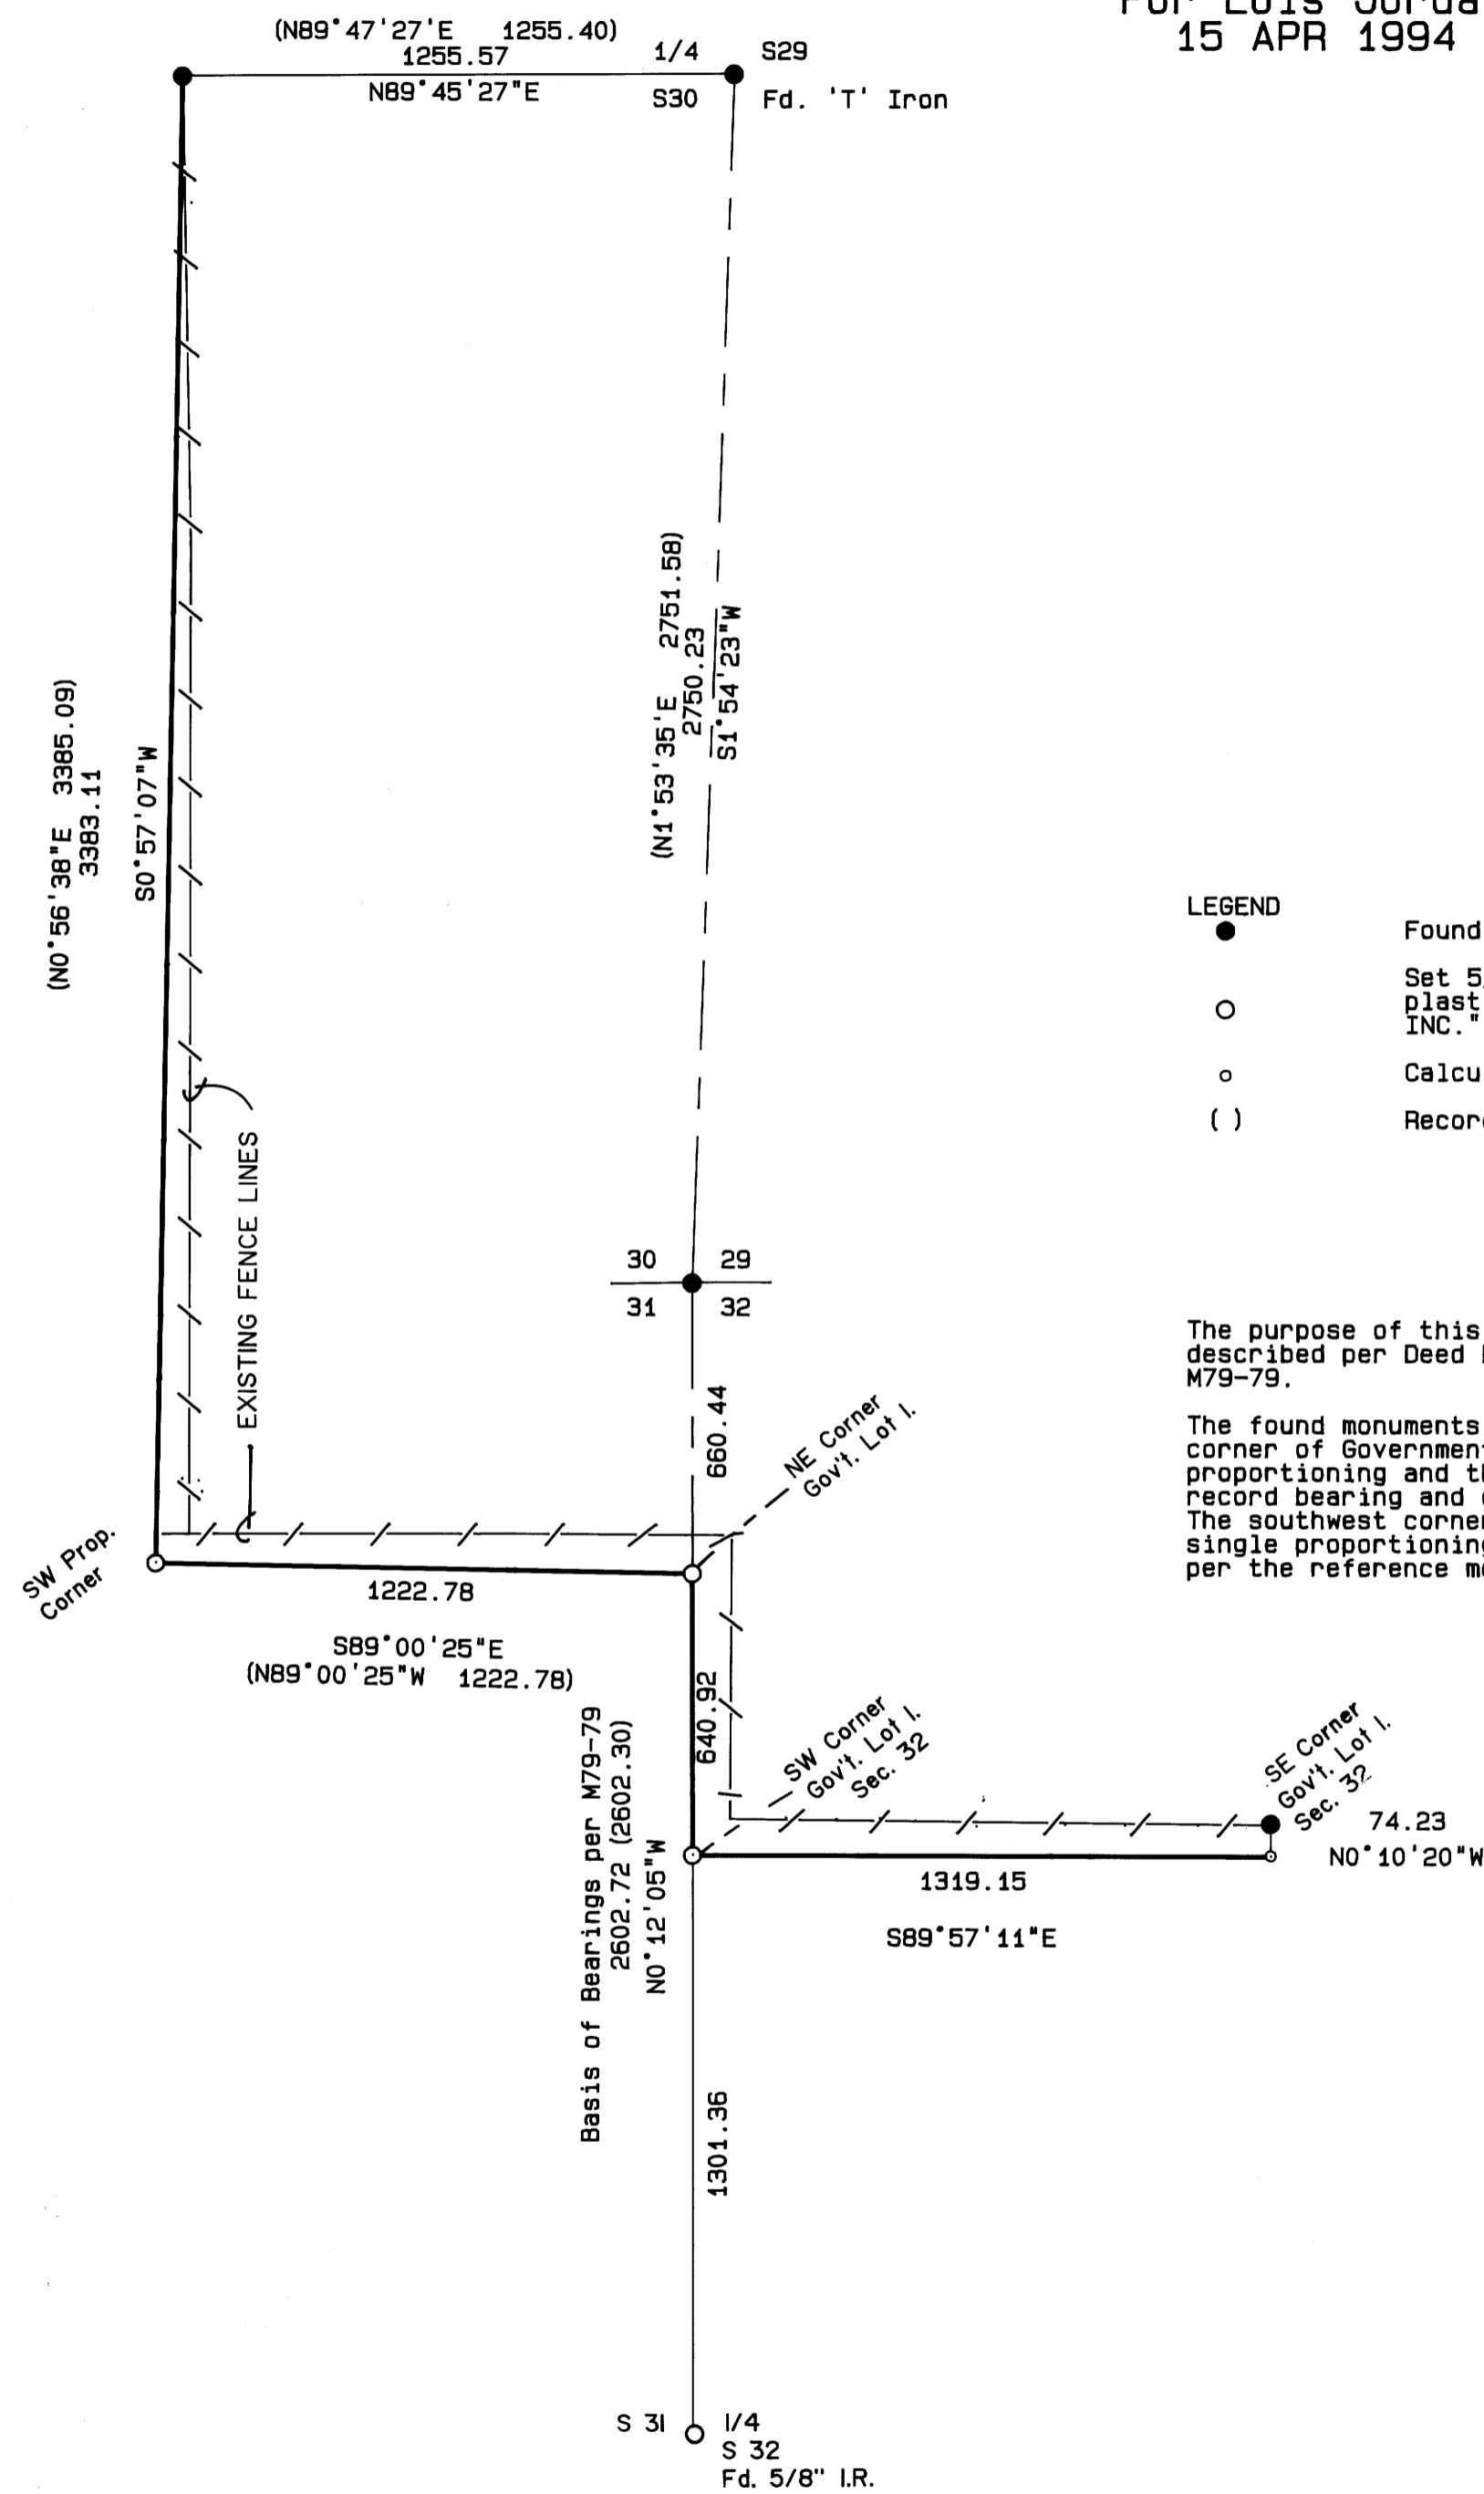 For Lois
15 APR 1994
(N89°47'27'E 1255.40)
1255.57
N89°45'27"E
1/4 S29
S30 Fd. 'T' Iron
(N1°53'35'E 2751.58)
2750.23
S1°54'23"W
(N0°56'38"E 3385.09)
3383.11
S0°57'07"W
LEGEND
Found
Set
INC."
( )
EXISTING FENCE LINES
30 29
31 32
660.44
NE Corner
Gov't. Lot 1.
The purpose of this
described per Deed
M79-79.
The found monuments
corner of
proportioning and
record bearing and
The southwest
single
per the reference
SW Prop.
Corner
1222.78
S89°00'25"E
(N89°00'25"W 1222.78)
640.92
Basis of Bearings per M79-79
2602.72 (2602.30)
N0°12'05"W
SW Corner
Gov't. Lot 1.
Sec. 32
SE Corner
Gov't. Lot 1.
Sec. 32
74.23
N0°10'20"W
1319.15
S89°57'11"E
1301.36
S 31 1/4
S 32
Fd. 5/8" I.R.